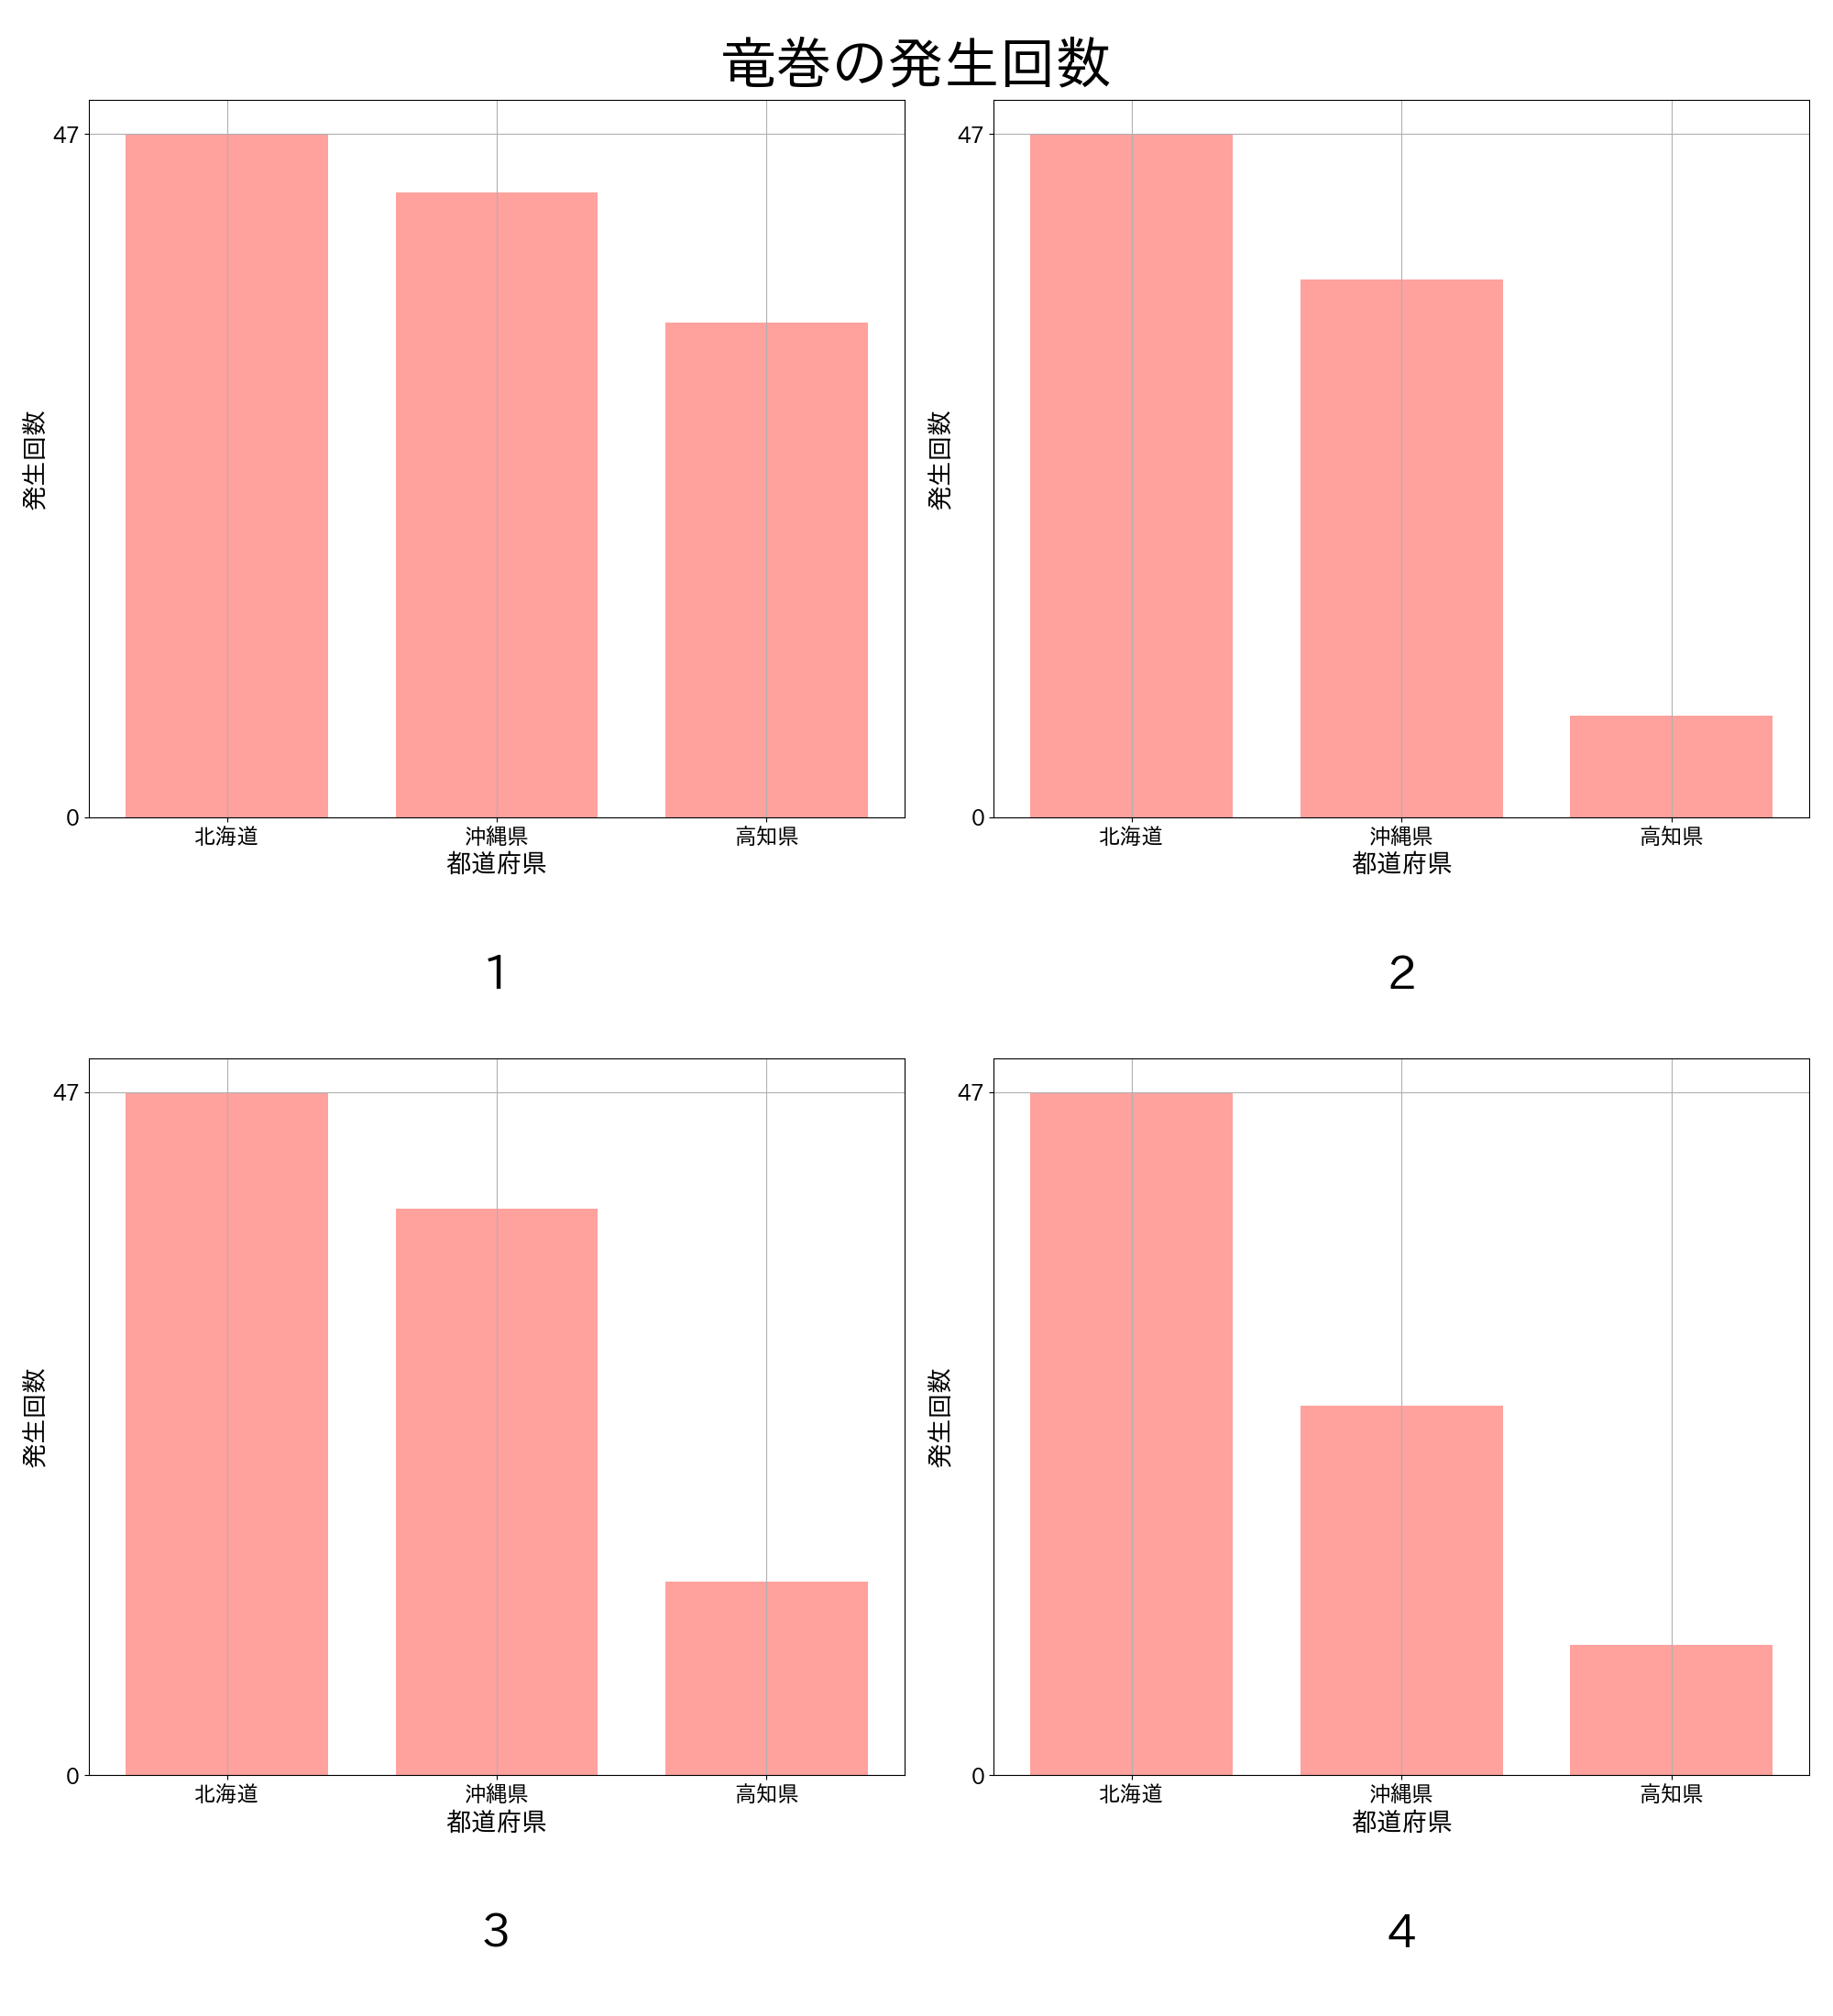 竜巻の発生回数
47
0
発生回数
北海道 沖縄県 高知県
都道府県
1
47
0
発生回数
北海道 沖縄県 高知県
都道府県
2
47
0
発生回数
北海道 沖縄県 高知県
都道府県
3
47
0
発生回数
北海道 沖縄県 高知県
都道府県
4